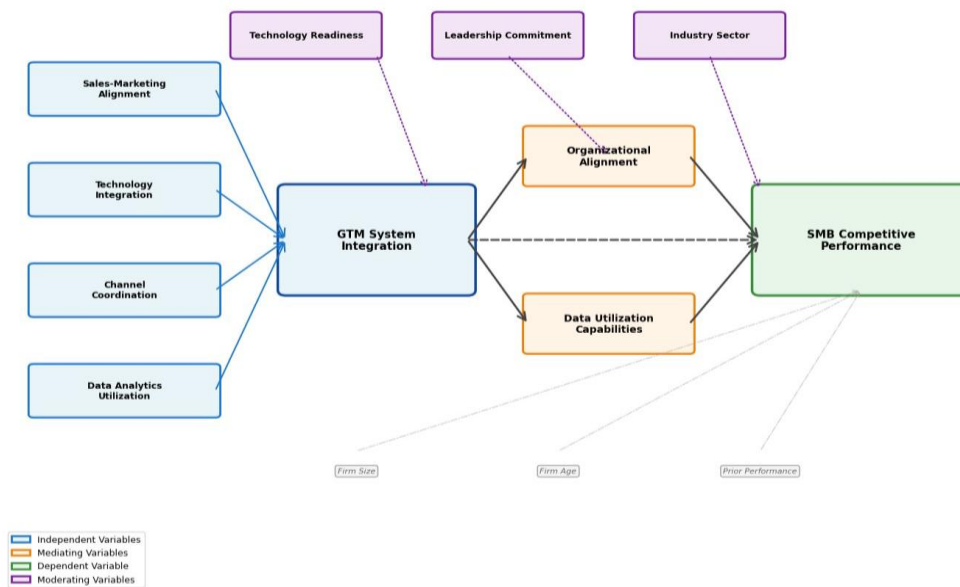 Technology Readiness
Leadership Commitment
Industry Sector
Sales-Marketing
Alignment
Technology
Integration
Channel
Coordination
Data Analytics
Utilization
GTM System
Integration
Organizational
Alignment
Data Utilization
Capabilities
SMB Competitive
Performance
Firm Size
Firm Age
Prior Performance
Independent Variables
Mediating Variables
Dependent Variable
Moderating Variables